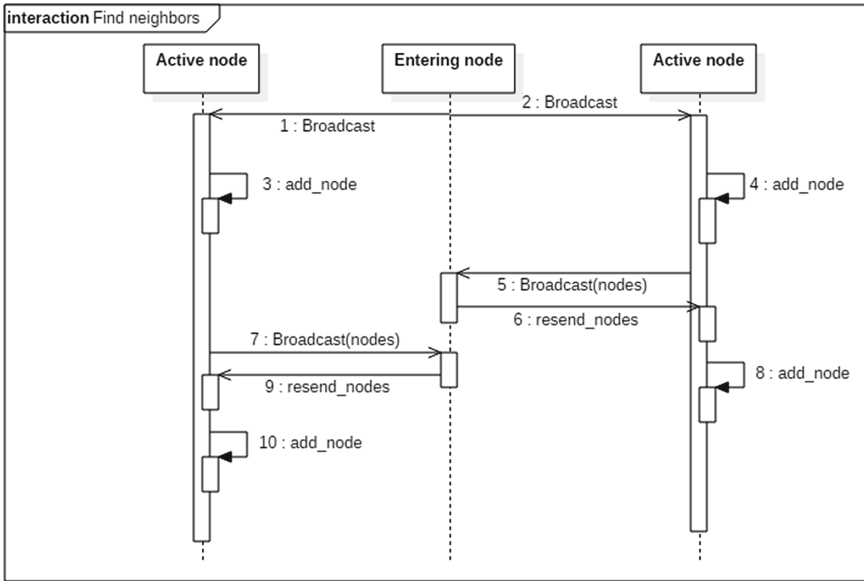 interaction Find neighbors
Active node
Entering node
Active node
2 : Broadcast
1 : Broadcast
3 : add_node
4 : add_node
5 : Broadcast(nodes)
6 : resend_nodes
7 : Broadcast(nodes)
8 : add_node
9 : resend_nodes
10 : add_node